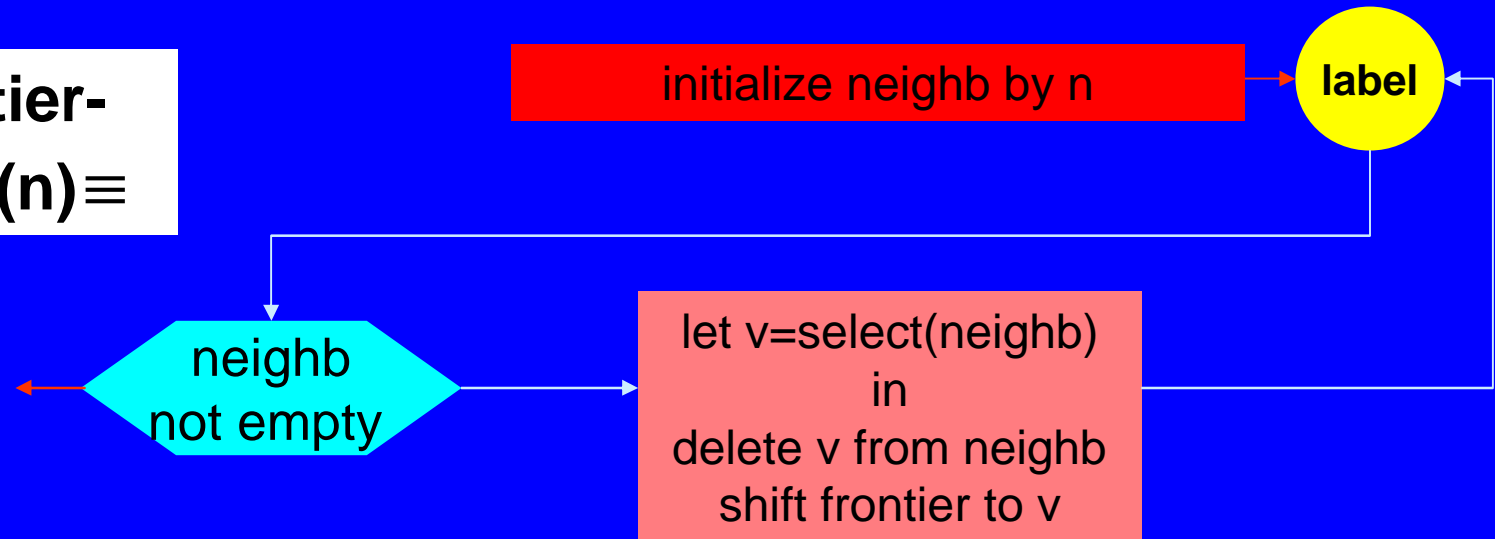 tier-
(n)≡
initialize neighb by n
label
neighb
not empty
let v=select(neighb)
in
delete v from neighb
shift frontier to v